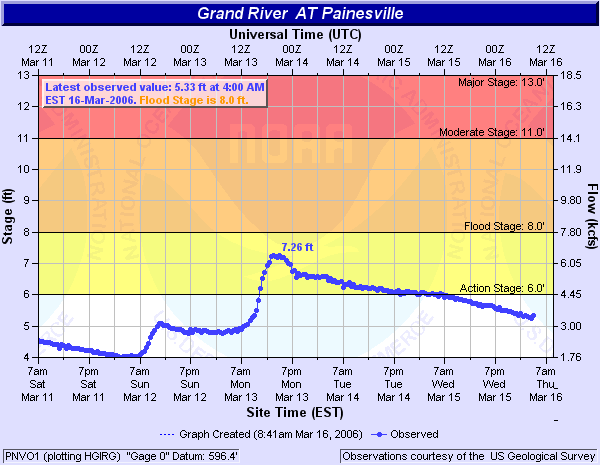 Grand River AT Painesville
Universal Time (UTC)
12Z 00Z 12Z 00Z 12Z 00Z 12Z 00Z 12Z 00Z 12Z
Mar 11 Mar 12 Mar 12 Mar 13 Mar 13 Mar 14 Mar 14 Mar 15 Mar 15 Mar 16 Mar 16
13 18.5
Major Stage: 13.0'
Latest observed value: 5.33 ft at 4:00 AM
EST 16-Mar-2006. Flood Stage is 8.0 ft.
12 16.3
Moderate Stage: 11.0'
11 14.1
NOAA
10 11.9
9 9.80
Flood Stage: 8.0'
8 7.80
7.26 ft
7 6.05
Action Stage: 6.0'
6 4.45
5 3.00
4 1.76
Stage (ft)
Flow (kcfs)
7am 7pm 7am 7pm 7am 7pm 7am 7pm 7am 7pm 7am
Sat Sat Sun Sun Mon Mon Tue Tue Wed Wed Thu
Mar 11 Mar 11 Mar 12 Mar 12 Mar 13 Mar 13 Mar 14 Mar 14 Mar 15 Mar 15 Mar 16
Site Time (EST)
Graph Created (8:41am Mar 16, 2006) Observed
PNVO1 (plotting HGIRG) "Gage 0" Datum: 596.4'
Observations courtesy of the US Geological Survey